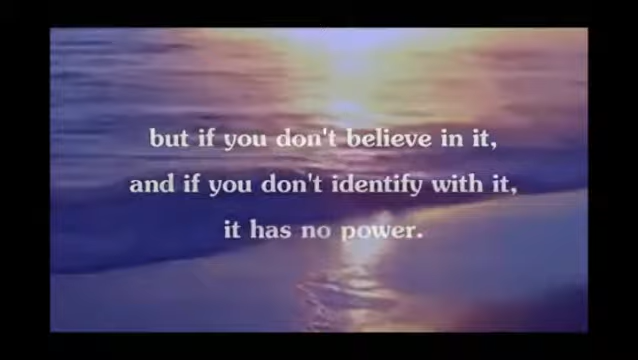 but if you don't believe in it,
and if you don't identify with it,
it has no power.